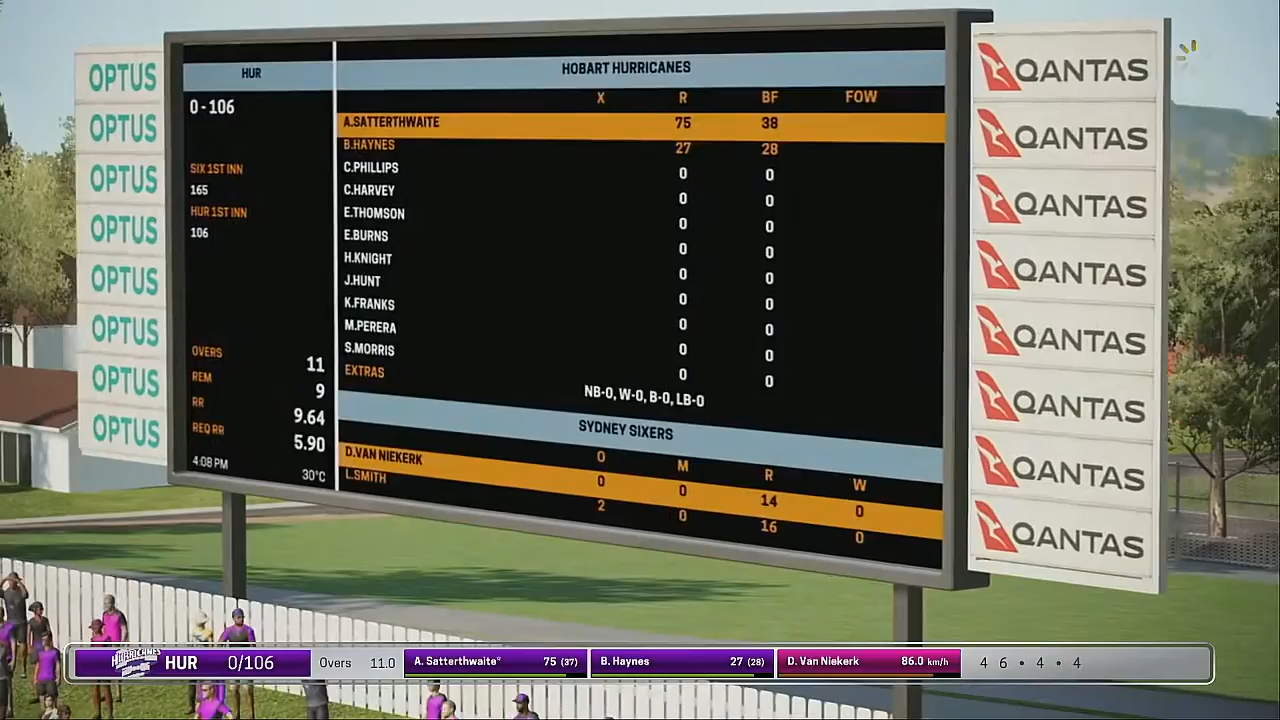 OPTUS
OPTUS
OPTUS
OPTUS
OPTUS
OPTUS
OPTUS
OPTUS
HUR
0-106
SIX 1ST INN
165
HUR 1ST INN
106
OVERS 11
REM 9
RR 9.64
REQ RR 5.90
4:08 PM 30°C
HOBART HURRICANES
X R BF FOW
A.SATTERTHWAITE 75 38
B.HAYNES 27 28
C.PHILLIPS 0 0
C.HARVEY 0 0
E.THOMSON 0 0
E.BURNS 0 0
H.KNIGHT 0 0
J.HUNT 0 0
K.FRANKS 0 0
M.PERERA 0 0
S.MORRIS 0 0
EXTRAS 0 0
NB-0, W-0, B-0, LB-0
SYDNEY SIXERS
O M R W
D.VAN NIEKERK 0 0 14 0
L.SMITH 2 0 16 0
QANTAS
QANTAS
QANTAS
QANTAS
QANTAS
QANTAS
QANTAS
QANTAS
HURRICANES HUR 0/106 Overs 11.0 A. Satterthwaite* 75 (37) B. Haynes 27 (28) D. Van Niekerk 86.0 km/h 4 6 • 4 • 4